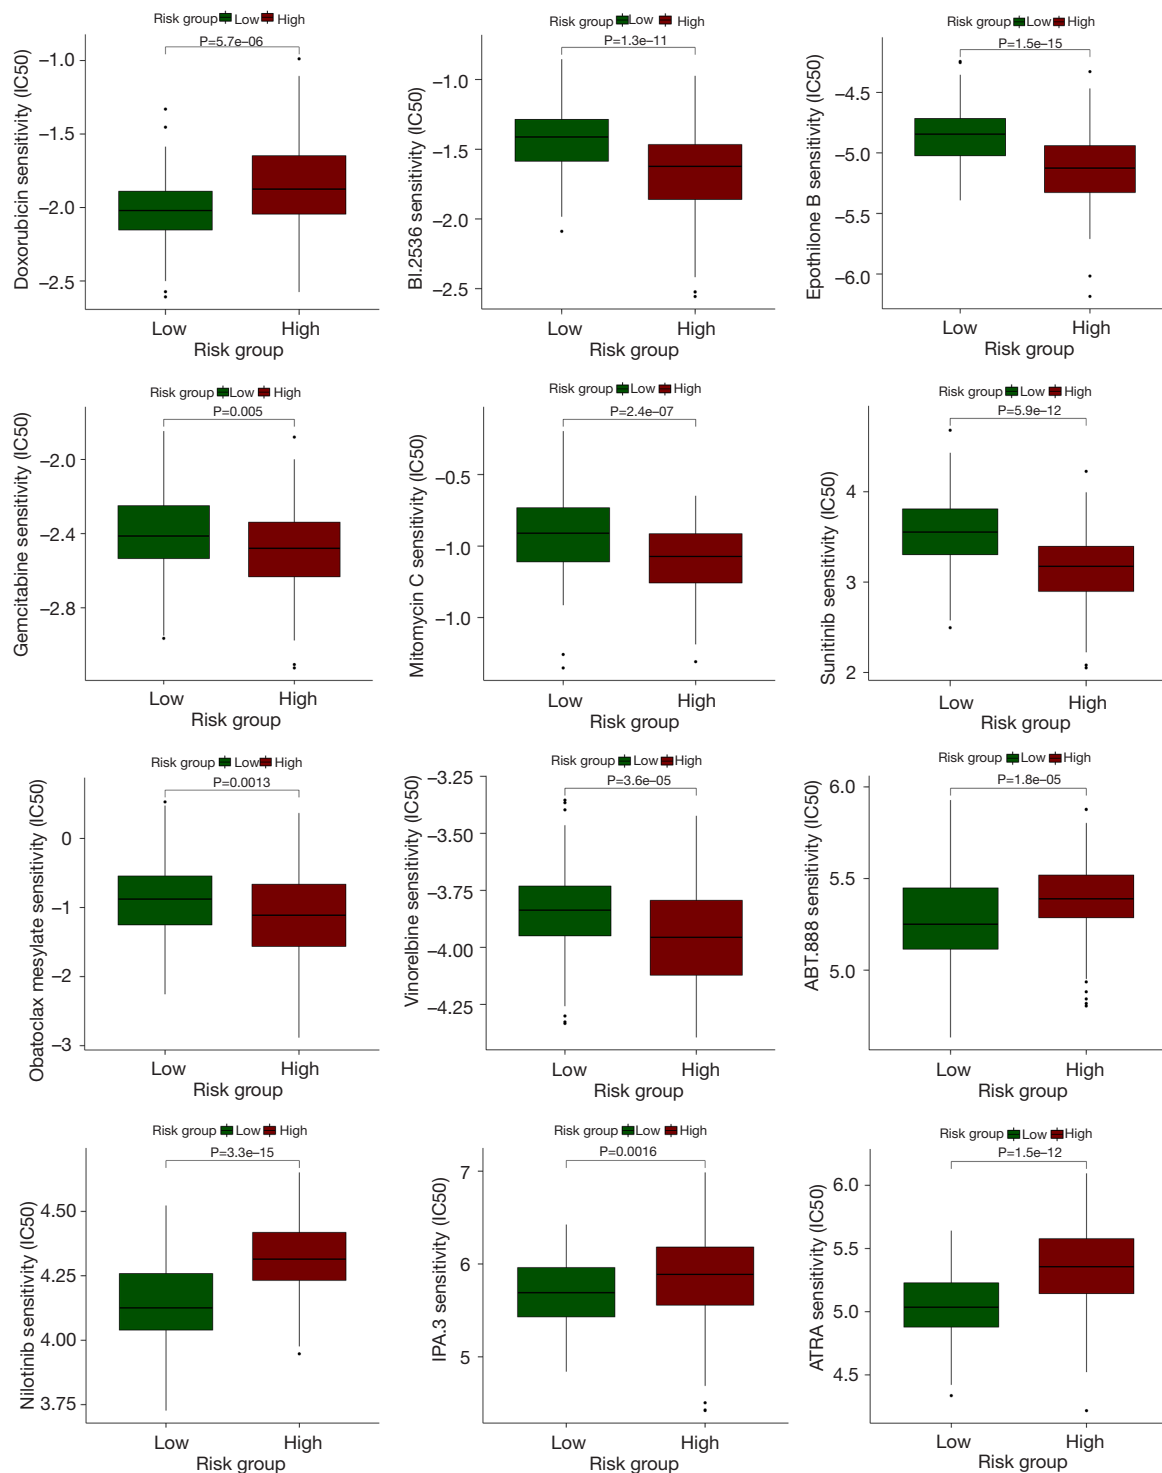 Risk group Low High
P=5.7e–06
Doxorubicin sensitivity (IC50)
–1.0
–1.5
–2.0
–2.5
Low High
Risk group
Risk group Low High
P=1.3e–11
BI.2536 sensitivity (IC50)
–1.0
–1.5
–2.0
–2.5
Low High
Risk group
Risk group Low High
P=1.5e–15
Epothilone B sensitivity (IC50)
–4.5
–5.0
–5.5
–6.0
Low High
Risk group
Risk group Low High
P=0.005
Gemcitabine sensitivity (IC50)
–2.0
–2.4
–2.8
Low High
Risk group
Risk group Low High
P=2.4e–07
Mitomycin C sensitivity (IC50)
–0.5
–1.0
–1.0
Low High
Risk group
Risk group Low High
P=5.9e–12
Sunitinib sensitivity (IC50)
4
3
2
Low High
Risk group
Risk group Low High
P=0.0013
Obatoclax mesylate sensitivity (IC50)
0
–1
–2
–3
Low High
Risk group
Risk group Low High
P=3.6e–05
Vinorelbine sensitivity (IC50)
–3.25
–3.50
–3.75
–4.00
–4.25
Low High
Risk group
Risk group Low High
P=1.8e–05
ABT.888 sensitivity (IC50)
6.0
5.5
5.0
Low High
Risk group
Risk group Low High
P=3.3e–15
Nilotinib sensitivity (IC50)
4.50
4.25
4.00
3.75
Low High
Risk group
Risk group Low High
P=0.0016
IPA.3 sensitivity (IC50)
7
6
5
Low High
Risk group
Risk group Low High
P=1.5e–12
ATRA sensitivity (IC50)
6.0
5.5
5.0
4.5
Low High
Risk group